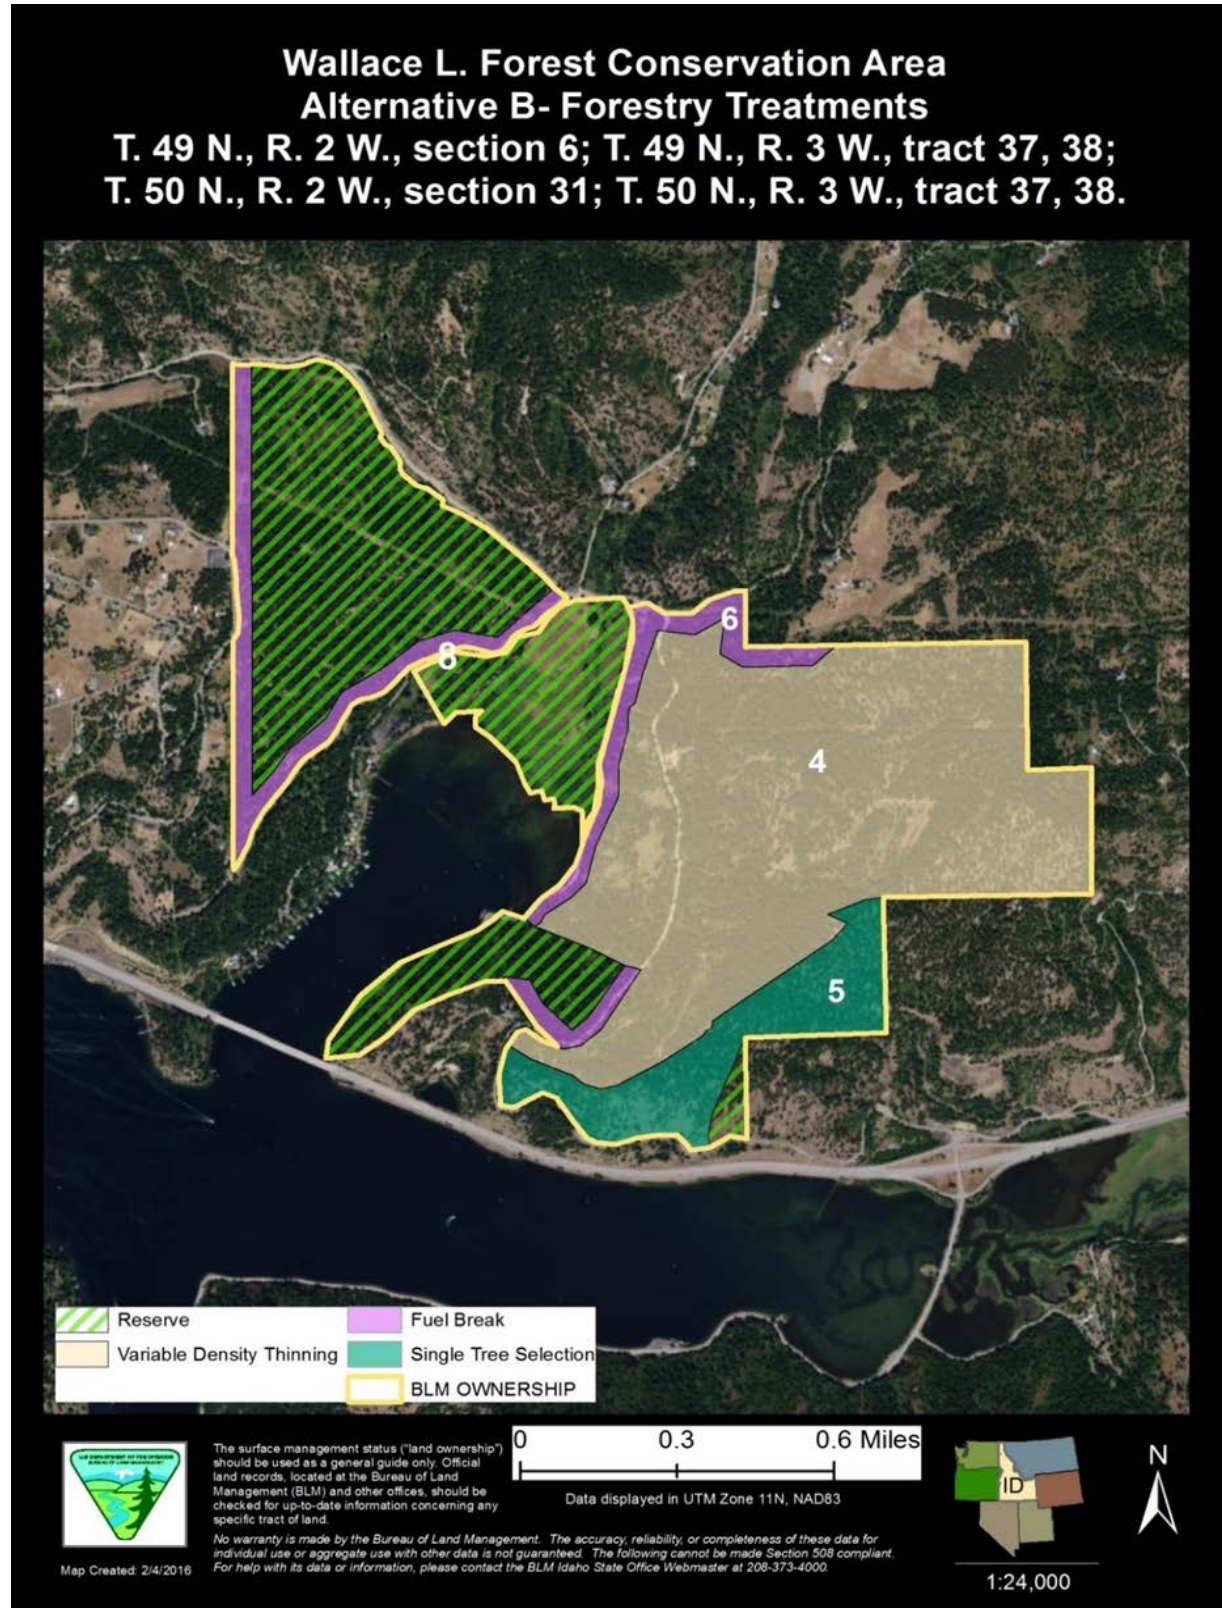 Wallace L. Forest Conservation Area
Alternative B- Forestry Treatments
T. 49 N., R. 2 W., section 6; T. 49 N., R. 3 W., tract 37, 38;
T. 50 N., R. 2 W., section 31; T. 50 N., R. 3 W., tract 37, 38.
6
8
4
5
Reserve
Fuel Break
Variable Density Thinning
Single Tree Selection
BLM OWNERSHIP
U.S. DEPARTMENT OF THE INTERIOR
BUREAU OF LAND MANAGEMENT
Map Created: 2/4/2016
The surface management status ("land ownership")
should be used as a general guide only. Official
land records, located at the Bureau of Land
Management (BLM) and other offices, should be
checked for up-to-date information concerning any
specific tract of land.
0 0.3 0.6 Miles
Data displayed in UTM Zone 11N, NAD83
No warranty is made by the Bureau of Land Management. The accuracy, reliability, or completeness of these data for
individual use or aggregate use with other data is not guaranteed. The following cannot be made Section 508 compliant.
For help with its data or information, please contact the BLM Idaho State Office Webmaster at 208-373-4000.
ID
N
1:24,000